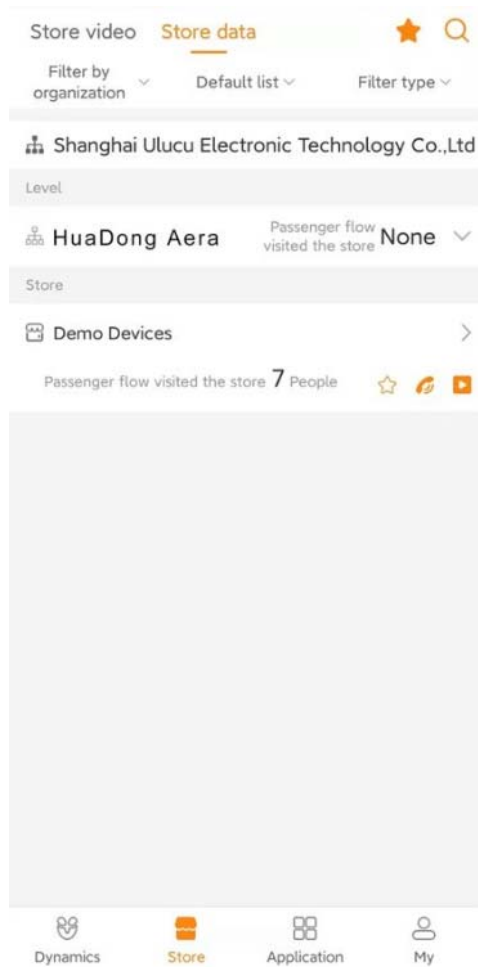 Store video Store data
Filter by
organization
Default list
Filter type
Shanghai Ulucu Electronic Technology Co.,Ltd
Level
HuaDong Aera
Passenger flow
visited the store
None
Store
Demo Devices
Passenger flow visited the store 7 People
Dynamics Store Application My